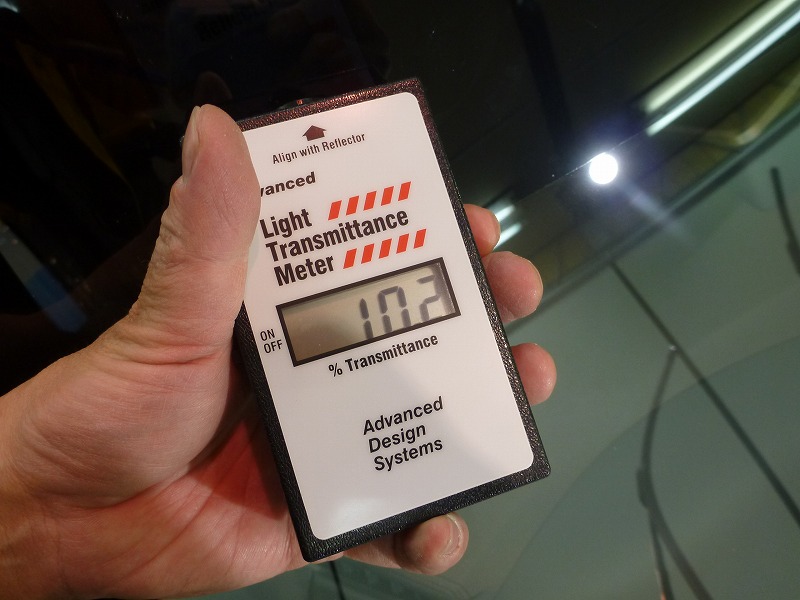 Align with Reflector
vanced
Light
Transmittance
Meter
102
ON
OFF
% Transmittance
Advanced
Design
Systems